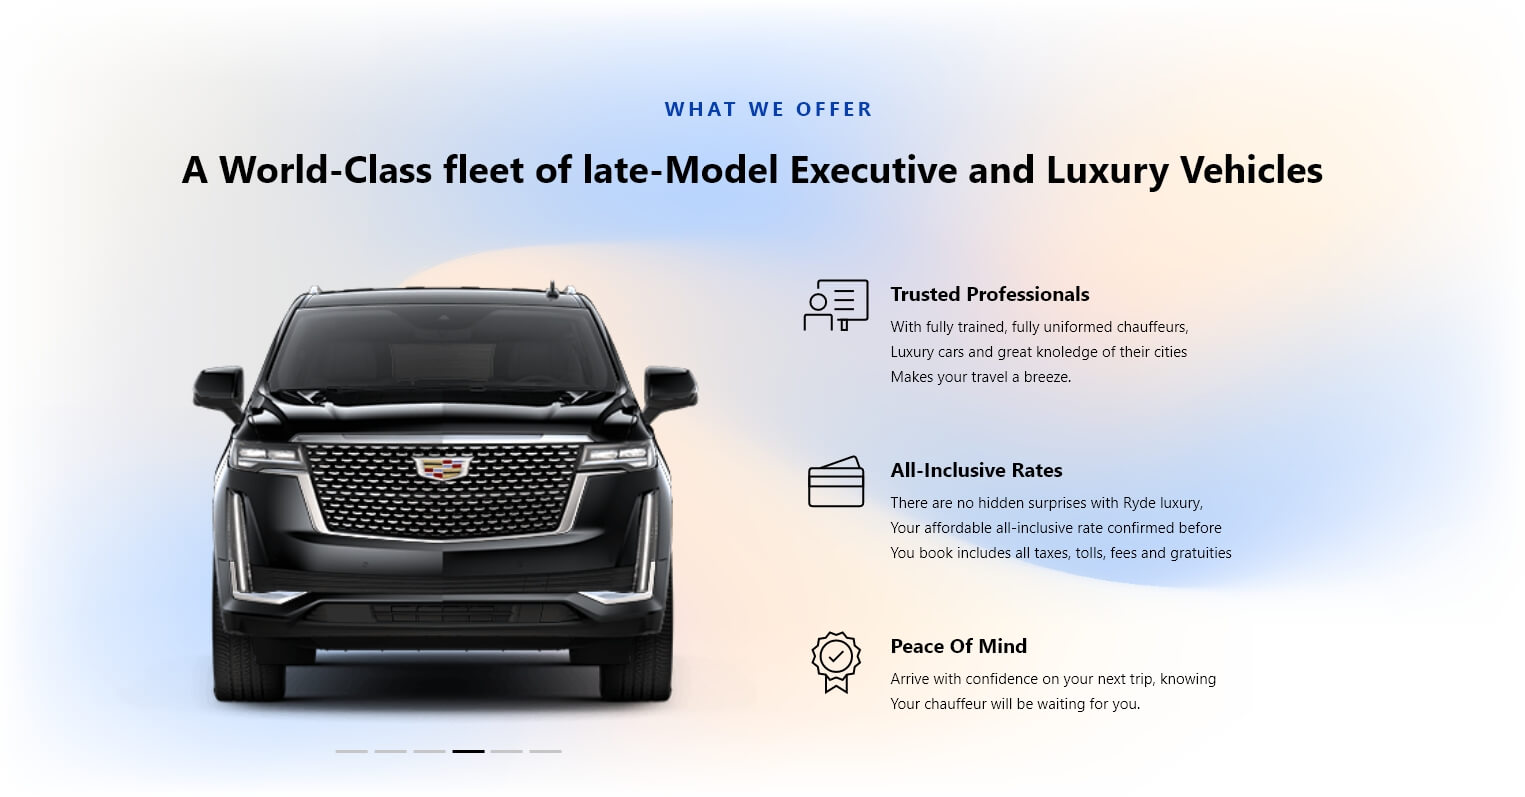 WHAT WE OFFER
A World-Class fleet of late-Model Executive and Luxury Vehicles
Trusted Professionals
With fully trained, fully uniformed chauffeurs,
Luxury cars and great knoledge of their cities
Makes your travel a breeze.
All-Inclusive Rates
There are no hidden surprises with Ryde luxury,
Your affordable all-inclusive rate confirmed before
You book includes all taxes, tolls, fees and gratuities
Peace Of Mind
Arrive with confidence on your next trip, knowing
Your chauffeur will be waiting for you.